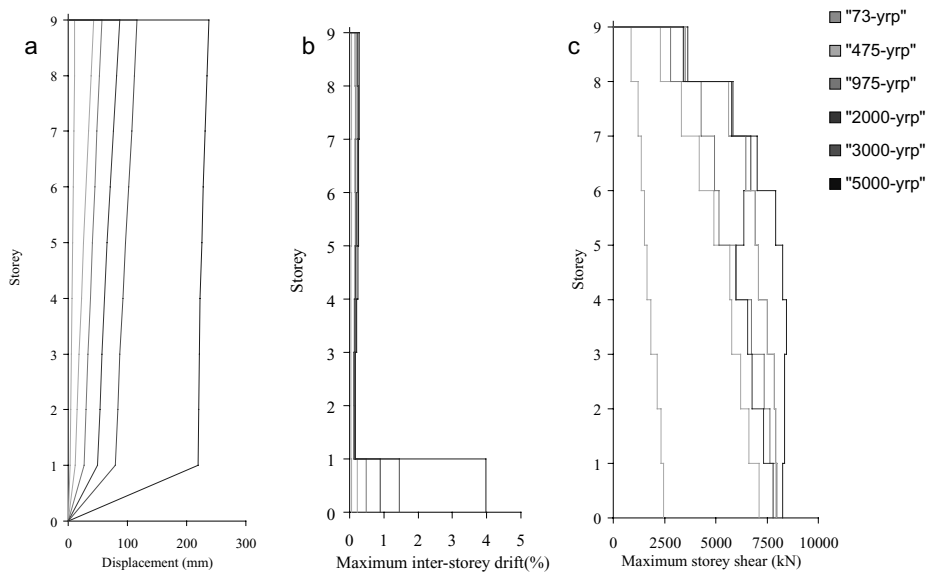 a
9
8
7
6
5
4
3
2
1
0
Storey
0 100 200 300
Displacement (mm)
b
9
8
7
6
5
4
3
2
1
0
Storey
0 1 2 3 4 5
Maximum inter-storey drift(%)
c
9
8
7
6
5
4
3
2
1
0
Storey
0 2500 5000 7500 10000
Maximum storey shear (kN)
"73-yrp"
"475-yrp"
"975-yrp"
"2000-yrp"
"3000-yrp"
"5000-yrp"